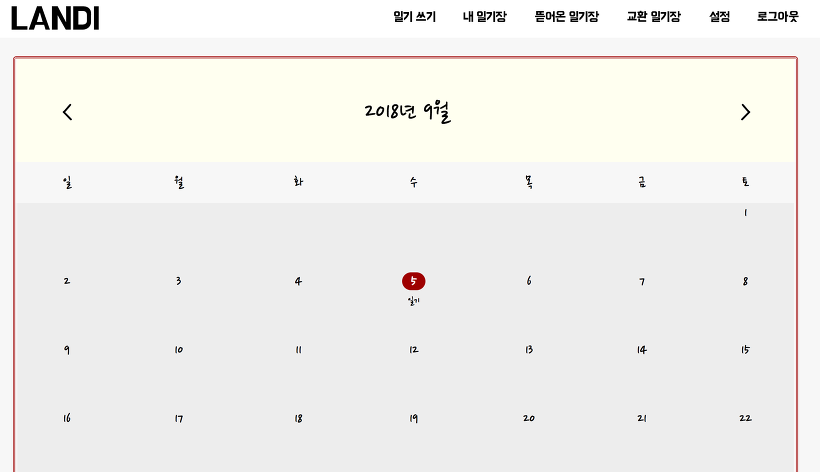 LANDI 일기 쓰기 내 일기장 뜯어온 일기장 교환 일기장 설정 로그아웃
2018년 9월
일 월 화 수 목 금 토
1
2 3 4 5 6 7 8
일기
9 10 11 12 13 14 15
16 17 18 19 20 21 22